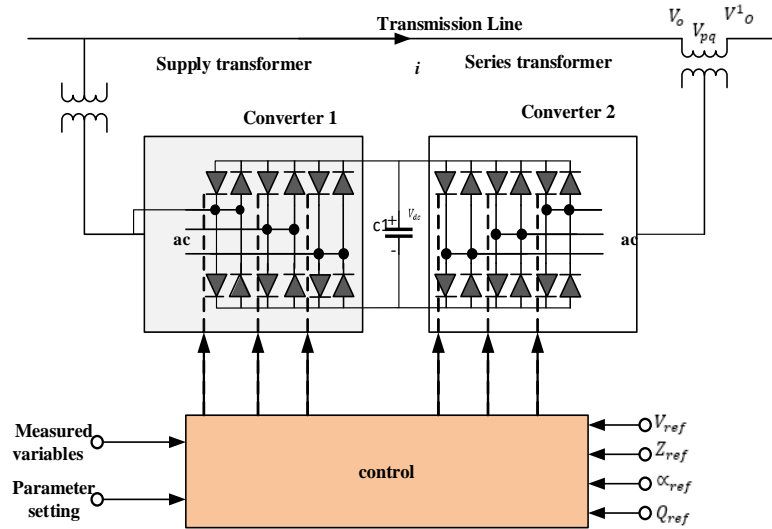 Transmission Line
V_o
V_pq
V¹_O
Supply transformer
i
Series transformer
Converter 1
Converter 2
ac
c1
+
V_dc
-
ac
Measured
variables
Parameter
setting
control
V_ref
Z_ref
∝_ref
Q_ref